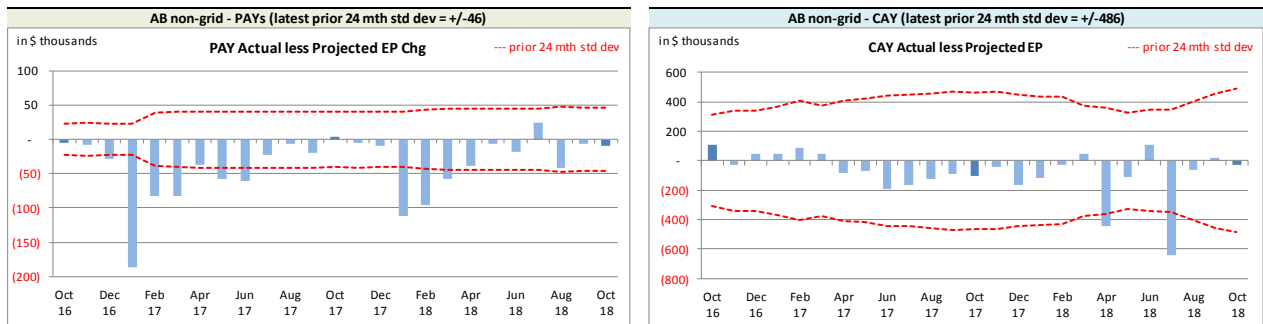 AB non-grid - PAYs (latest prior 24 mth std dev = +/-46)
in $ thousands
PAY Actual less Projected EP Chg
--- prior 24 mth std dev
100
50
-
(50)
(100)
(150)
(200)
Oct Dec Feb Apr Jun Aug Oct Dec Feb Apr Jun Aug Oct
16 16 17 17 17 17 17 17 18 18 18 18 18
AB non-grid - CAY (latest prior 24 mth std dev = +/-486)
in $ thousands
CAY Actual less Projected EP
--- prior 24 mth std dev
600
400
200
-
(200)
(400)
(600)
(800)
Oct Dec Feb Apr Jun Aug Oct Dec Feb Apr Jun Aug Oct
16 16 17 17 17 17 17 17 18 18 18 18 18